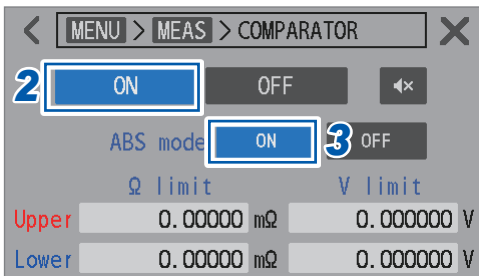 < MENU > MEAS > COMPARATOR X
2 ON OFF
ABS mode ON 3 OFF
Ω limit V limit
Upper 0.00000 mΩ 0.000000 V
Lower 0.00000 mΩ 0.000000 V